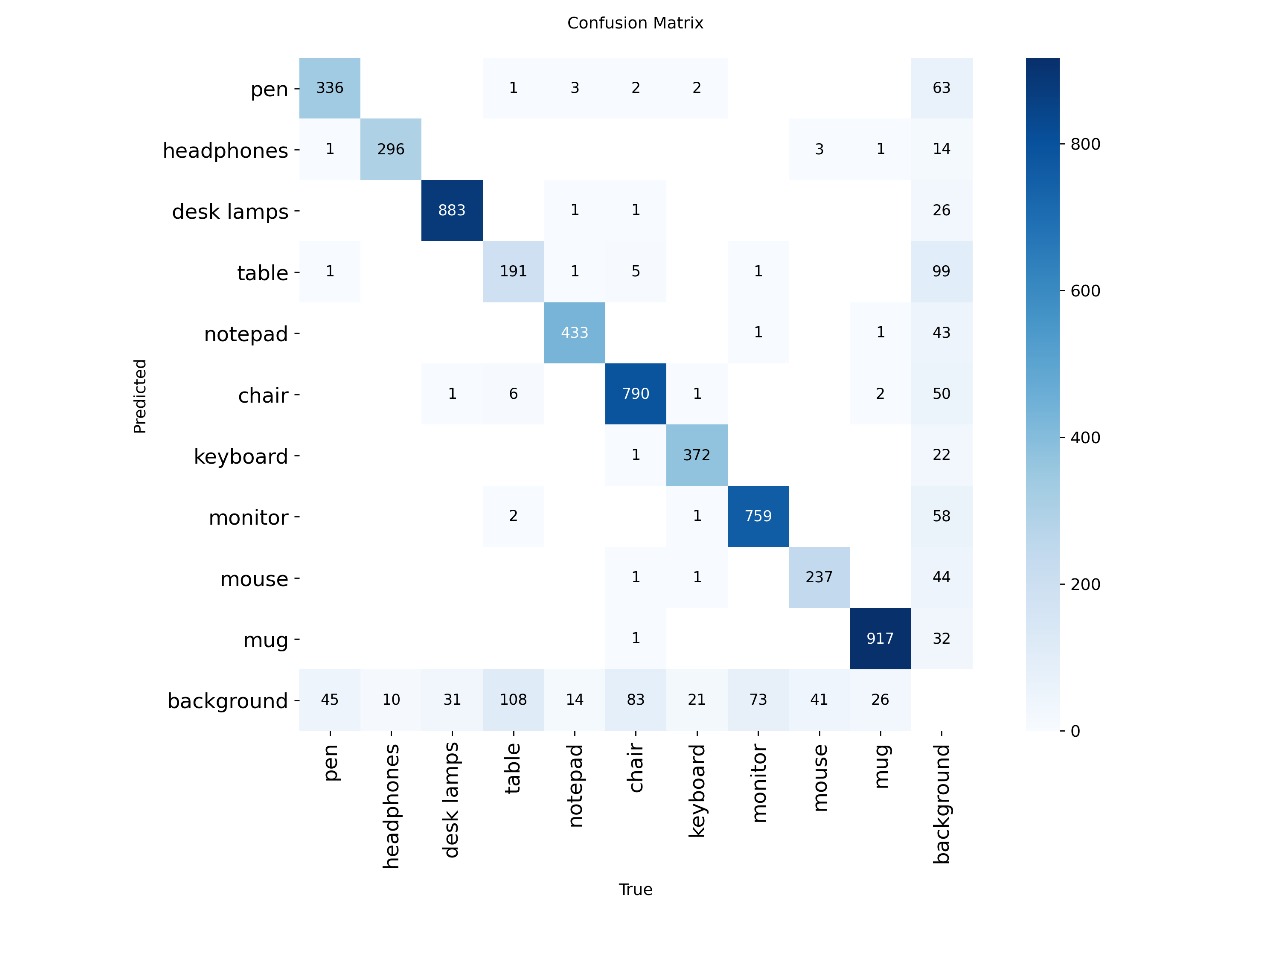 Confusion Matrix
pen 336 1 3 2 2 63
headphones 1 296 3 1 14
desk lamps 883 1 1 26
table 1 191 1 5 1 99
notepad 433 1 1 43
chair 1 6 790 1 2 50
keyboard 1 372 22
monitor 2 1 759 58
mouse 1 1 237 44
mug 1 917 32
background 45 10 31 108 14 83 21 73 41 26
Predicted
pen headphones desk lamps table notepad chair keyboard monitor mouse mug background
True
800
600
400
200
0